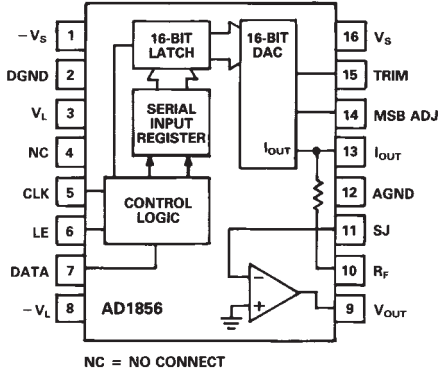 −VS 1
DGND 2
VL 3
NC 4
CLK 5
LE 6
DATA 7
−VL 8
16-BIT
LATCH
16-BIT
DAC
SERIAL
INPUT
REGISTER
CONTROL
LOGIC
IOUT
−
+
AD1856
16 VS
15 TRIM
14 MSB ADJ
13 IOUT
12 AGND
11 SJ
10 RF
9 VOUT
NC = NO CONNECT